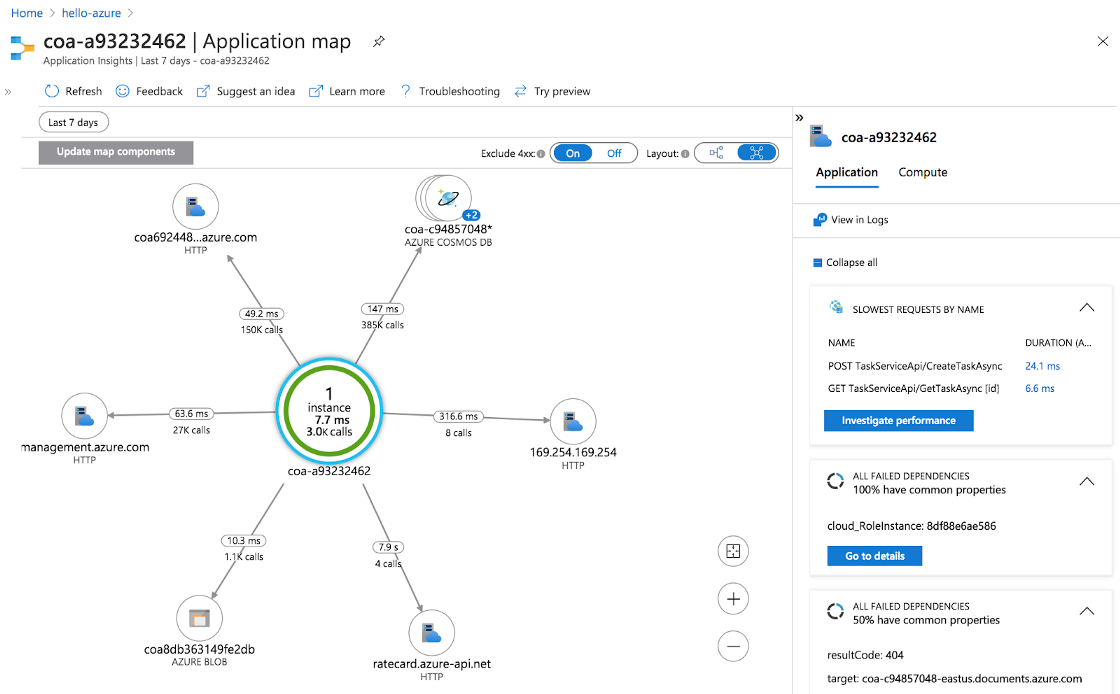 Home > hello-azure >
coa-a93232462 | Application map
Application Insights | Last 7 days - coa-a93232462
» Refresh Feedback Suggest an idea Learn more ? Troubleshooting Try preview
Last 7 days
Update map components
Exclude 4xx: On Off Layout:
coa692448...azure.com
HTTP
+2
coa-c94857048*
AZURE COSMOS DB
49.2 ms
150K calls
147 ms
385K calls
1
instance
7.7 ms
3.0K calls
coa-a93232462
63.6 ms
27K calls
management.azure.com
HTTP
316.6 ms
8 calls
169.254.169.254
HTTP
10.3 ms
1.1K calls
coa8db363149fe2db
AZURE BLOB
7.9 s
4 calls
ratecard.azure-api.net
HTTP
»
coa-a93232462
Application Compute
View in Logs
Collapse all
SLOWEST REQUESTS BY NAME
NAME DURATION (A...
POST TaskServiceApi/CreateTaskAsync 24.1 ms
GET TaskServiceApi/GetTaskAsync [id] 6.6 ms
Investigate performance
ALL FAILED DEPENDENCIES
100% have common properties
cloud_RoleInstance: 8df88e6ae586
Go to details
ALL FAILED DEPENDENCIES
50% have common properties
resultCode: 404
target: coa-c94857048-eastus.documents.azure.com